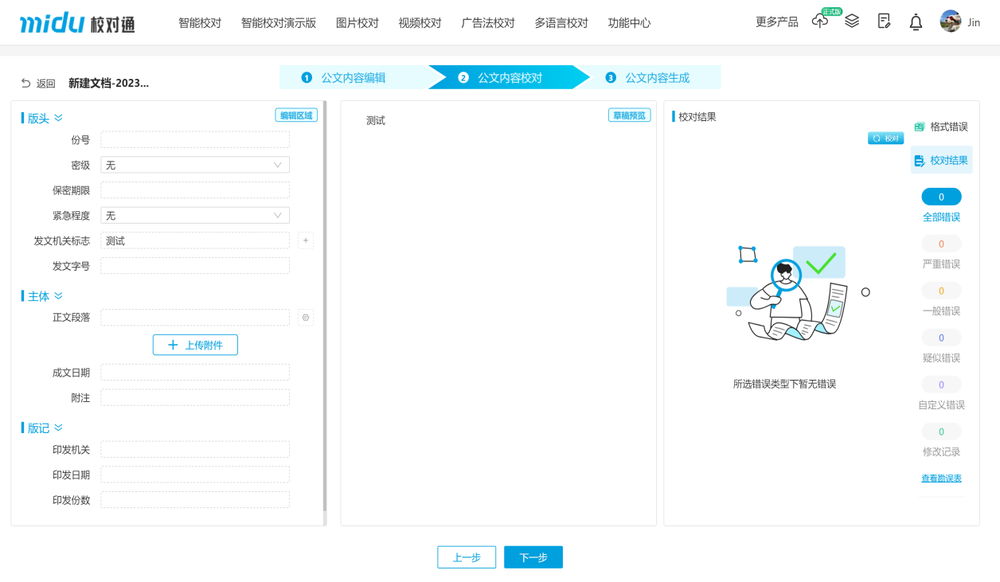 midu 校对通
智能校对 智能校对演示版 图片校对 视频校对 广告法校对 多语言校对 功能中心
更多产品 正式版 Jin
返回 新建文档-2023...
1 公文内容编辑 2 公文内容校对 3 公文内容生成
版头 编辑区域
份号
密级 无
保密期限
紧急程度 无
发文机关标志 测试 +
发文字号
主体
正文段落
+ 上传附件
成文日期
附注
版记
印发机关
印发日期
印发份数
测试 草稿预览
校对结果
校对
所选错误类型下暂无错误
格式错误
校对结果
0
全部错误
0
严重错误
0
一般错误
0
疑似错误
0
自定义错误
0
修改记录
查看勘误表
上一步 下一步